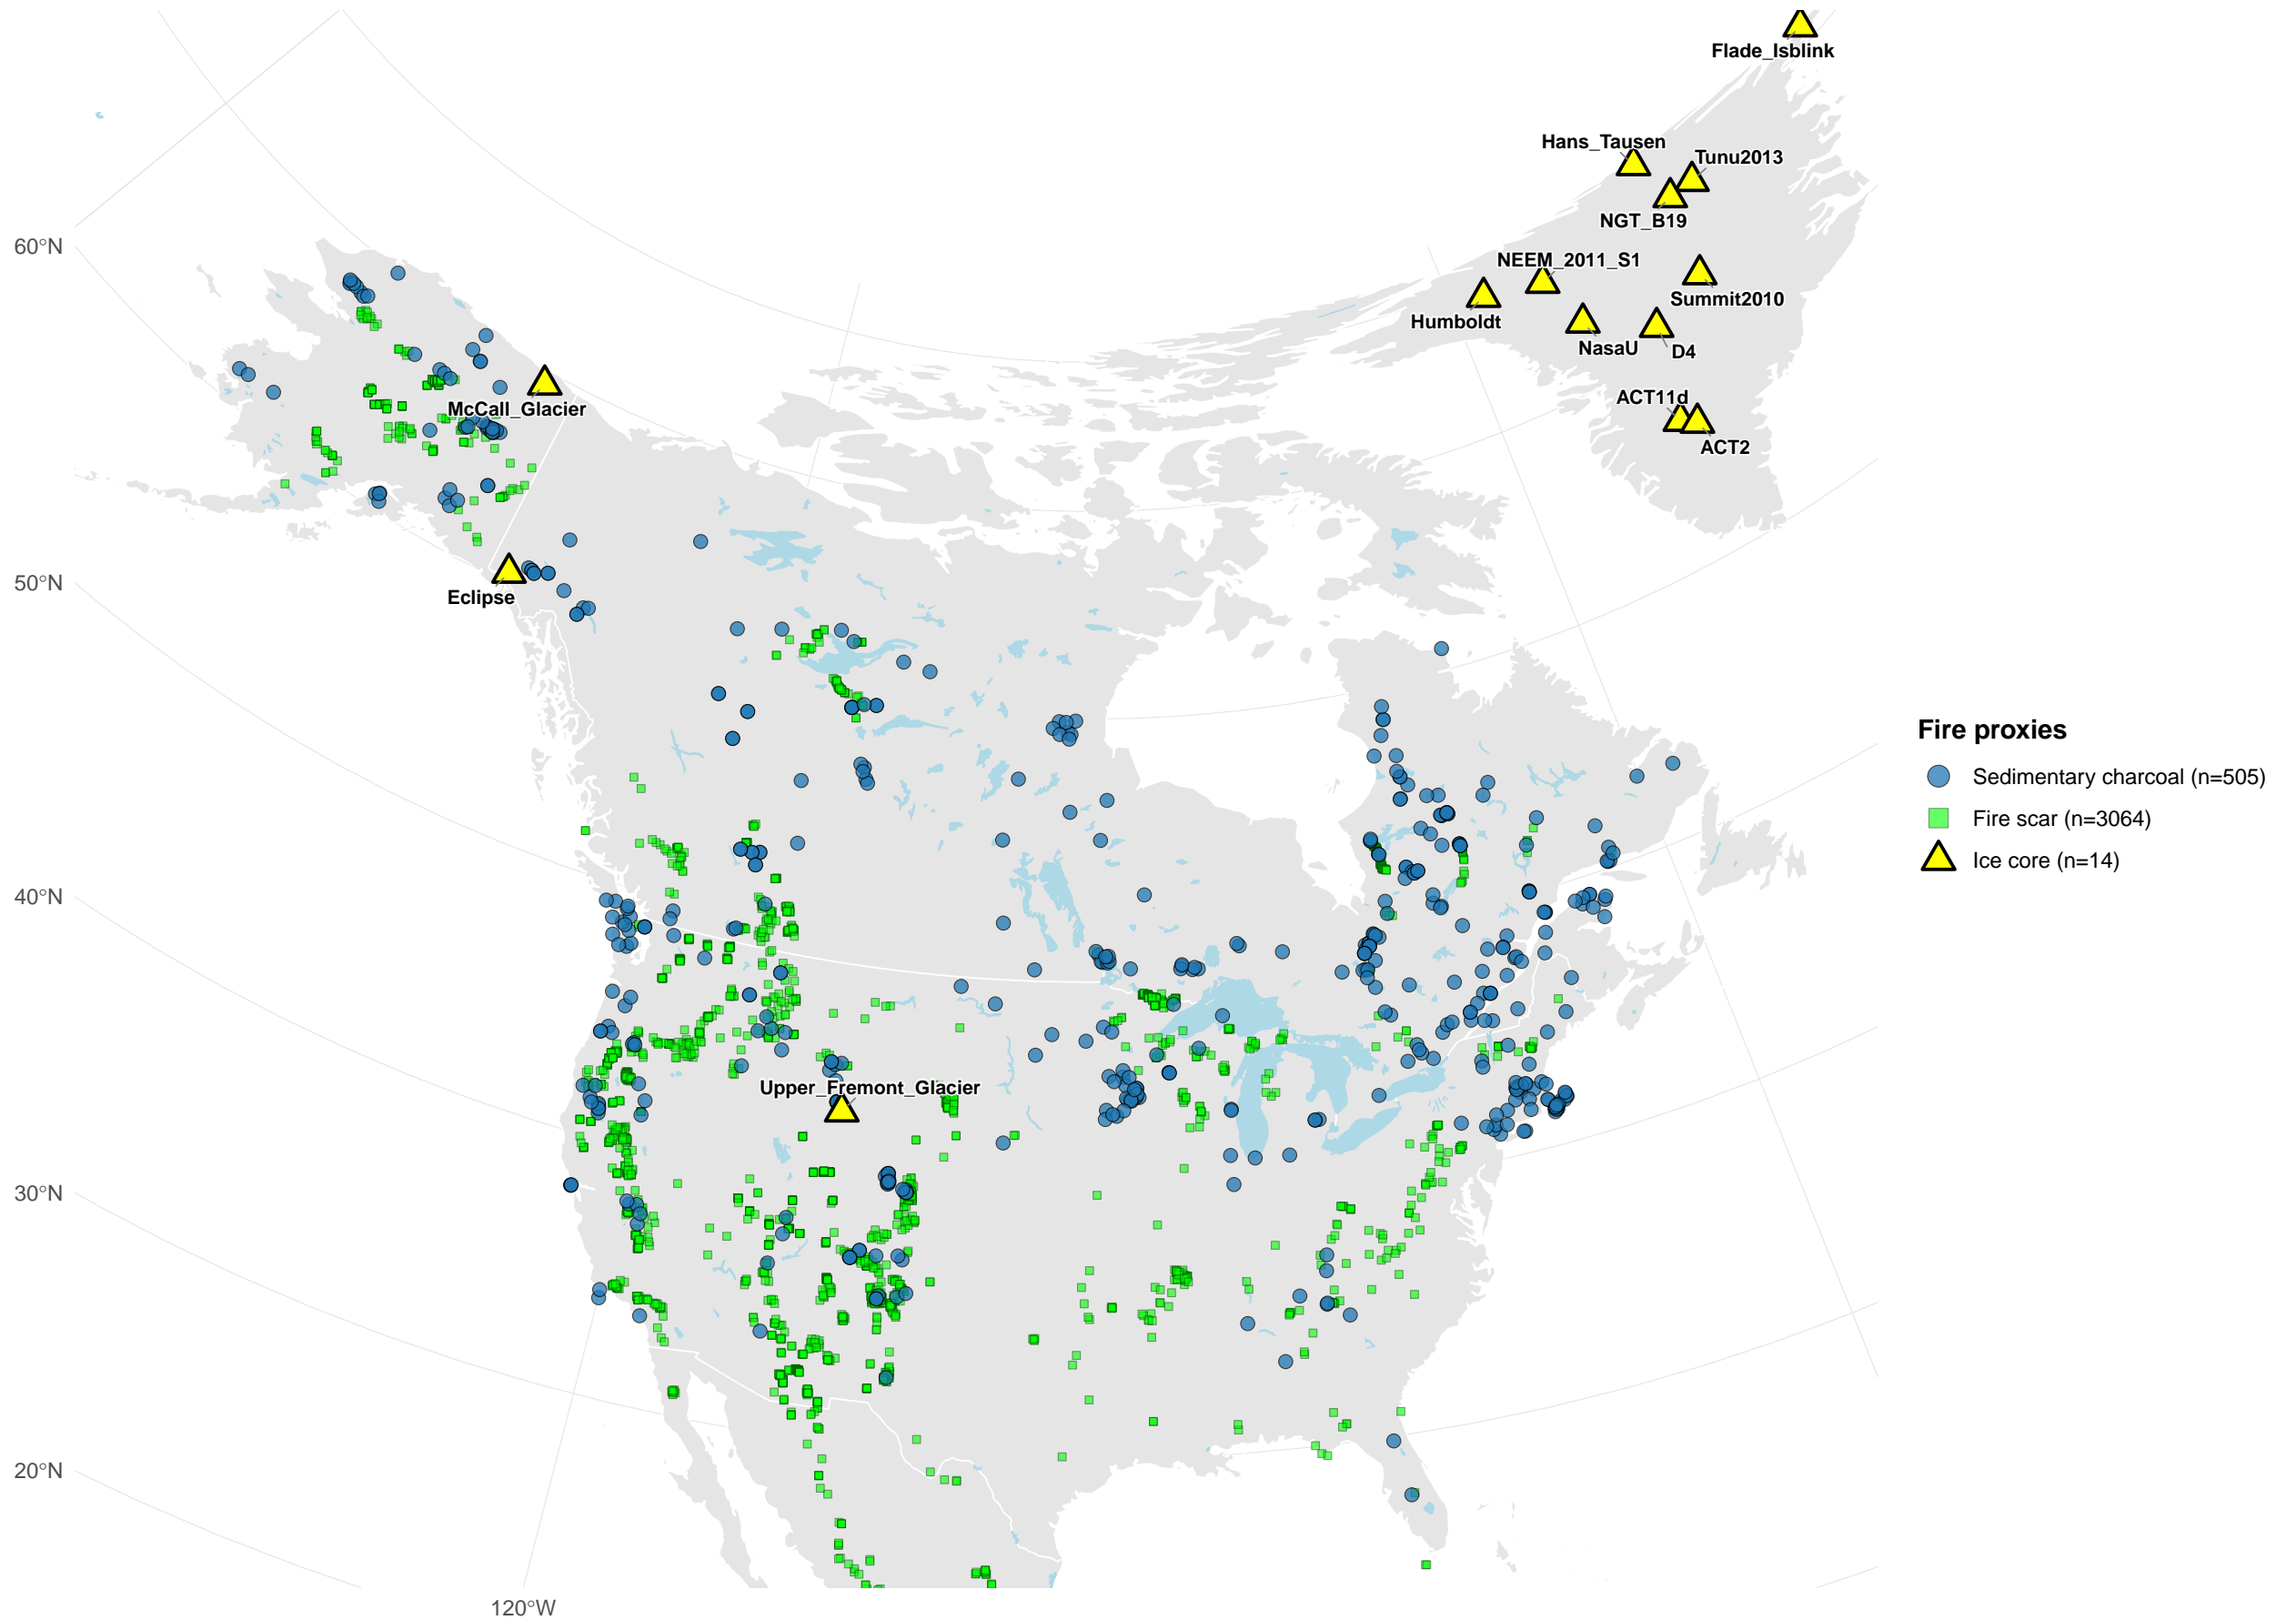 Flade_Isblink
Hans_Tausen
Tunu2013
NGT_B19
60°N
NEEM_2011_S1
Summit2010
Humboldt
NasaU
D4
ACT11d
McCall_Glacier
ACT2
50°N
Eclipse
Fire proxies
Sedimentary charcoal (n=505)
Fire scar (n=3064)
Ice core (n=14)
40°N
Upper_Fremont_Glacier
30°N
20°N
120°W